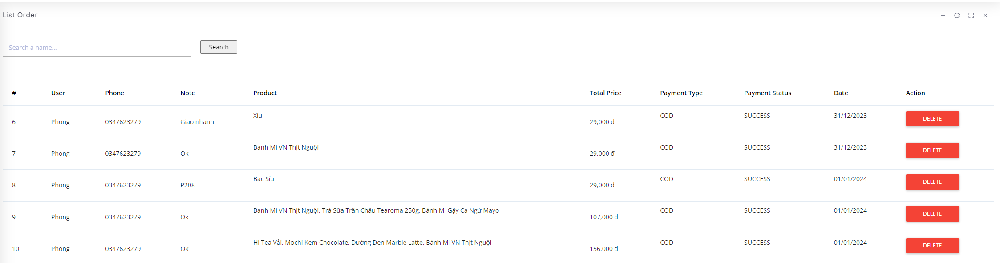 List Order
Search a name...
Search
# User Phone Note Product Total Price Payment Type Payment Status Date Action
6 Phong 0347623279 Giao nhanh Xỉu 29,000 đ COD SUCCESS 31/12/2023 DELETE
7 Phong 0347623279 Ok Bánh Mì VN Thịt Nguội 29,000 đ COD SUCCESS 31/12/2023 DELETE
8 Phong 0347623279 P208 Bạc Sỉu 29,000 đ COD SUCCESS 01/01/2024 DELETE
9 Phong 0347623279 Ok Bánh Mì VN Thịt Nguội, Trà Sữa Trân Châu Tearoma 250g, Bánh Mì Gậy Cá Ngừ Mayo 107,000 đ COD SUCCESS 01/01/2024 DELETE
10 Phong 0347623279 Ok Hi Tea Vải, Mochi Kem Chocolate, Đường Đen Marble Latte, Bánh Mì VN Thịt Nguội 156,000 đ COD SUCCESS 01/01/2024 DELETE